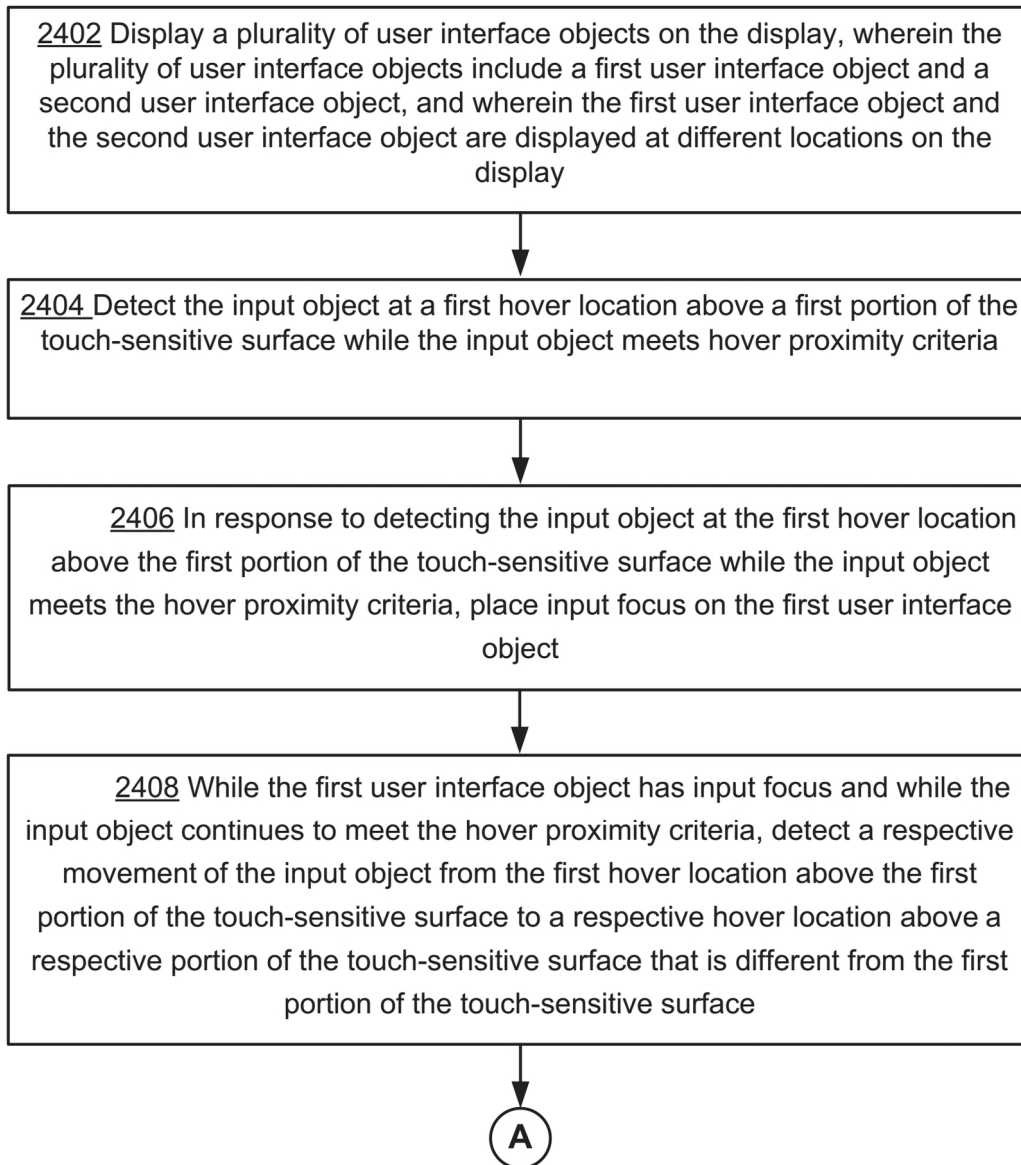 2402 Display a plurality of user interface objects on the display, wherein the
plurality of user interface objects include a first user interface object and a
second user interface object, and wherein the first user interface object and
the second user interface object are displayed at different locations on the
display
2404 Detect the input object at a first hover location above a first portion of the
touch-sensitive surface while the input object meets hover proximity criteria
2406 In response to detecting the input object at the first hover location
above the first portion of the touch-sensitive surface while the input object
meets the hover proximity criteria, place input focus on the first user interface
object
2408 While the first user interface object has input focus and while the
input object continues to meet the hover proximity criteria, detect a respective
movement of the input object from the first hover location above the first
portion of the touch-sensitive surface to a respective hover location above a
respective portion of the touch-sensitive surface that is different from the first
portion of the touch-sensitive surface
A